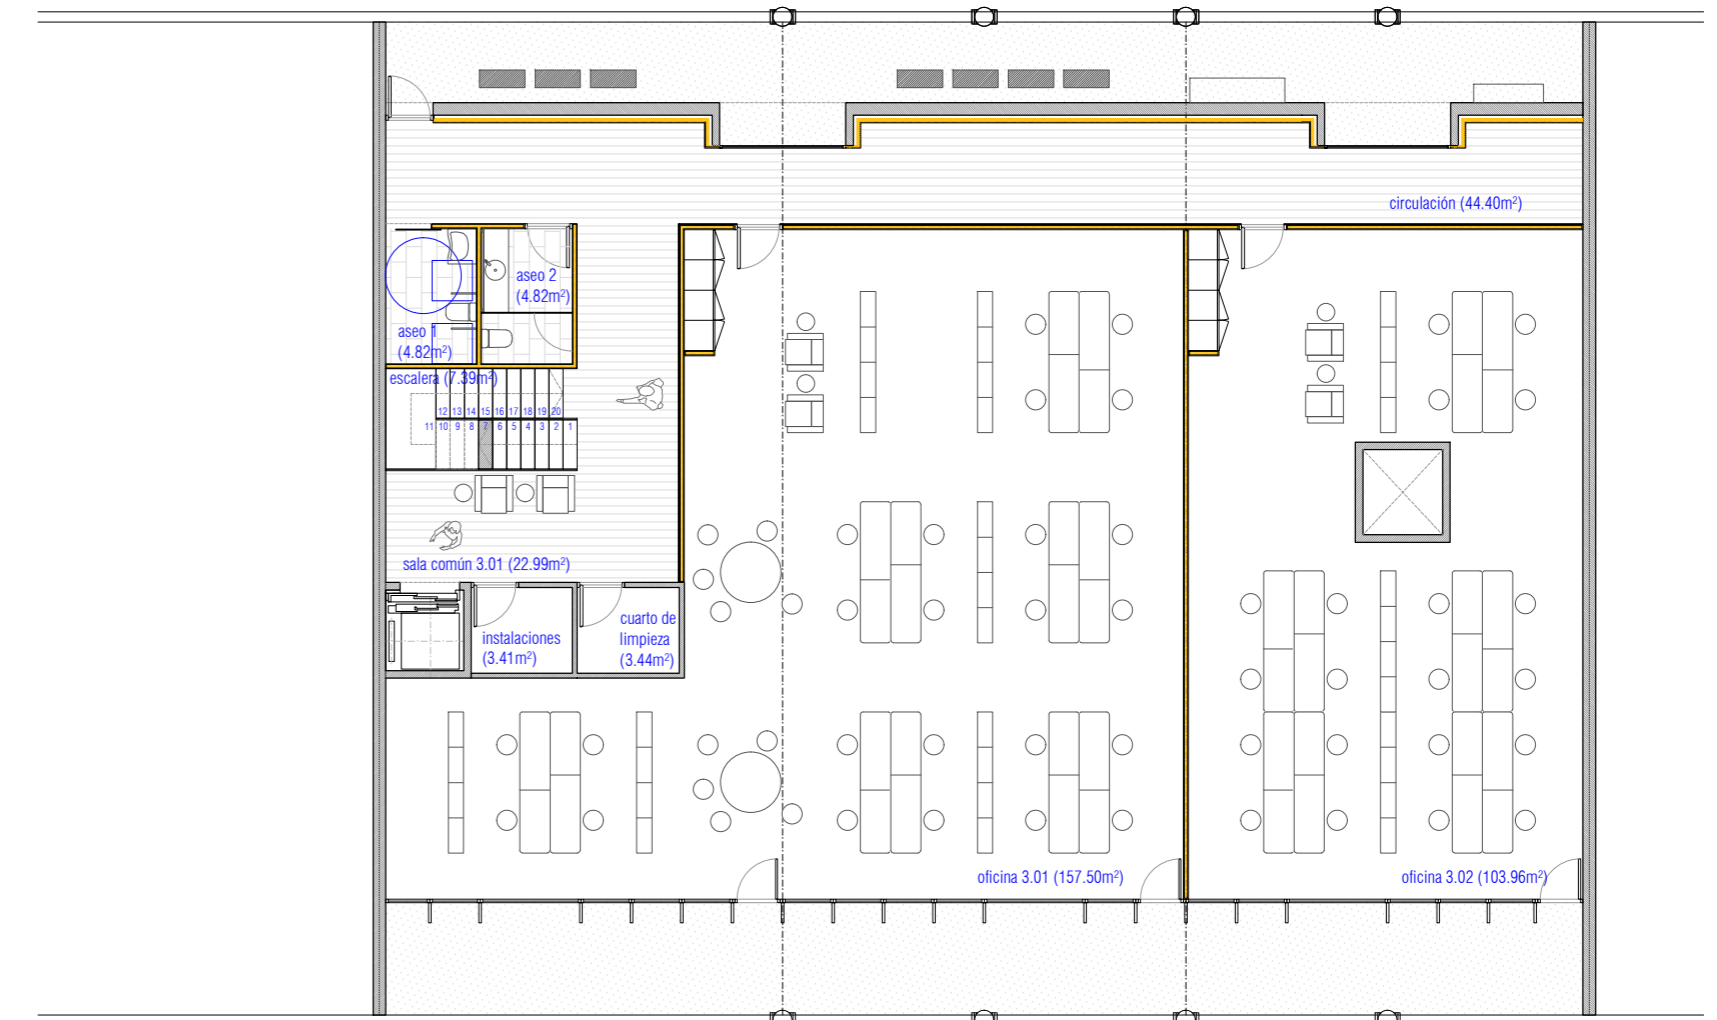 circulación (44.40m²)
aseo 2
(4.82m²)
aseo 1
(4.82m²)
escalera (7.39m²)
12 13 14 15 16 17 18 19 20
11 10 9 8 7 6 5 4 3 2 1
sala común 3.01 (22.99m²)
instalaciones
(3.41m²)
cuarto de
limpieza
(3.44m²)
oficina 3.01 (157.50m²)
oficina 3.02 (103.96m²)